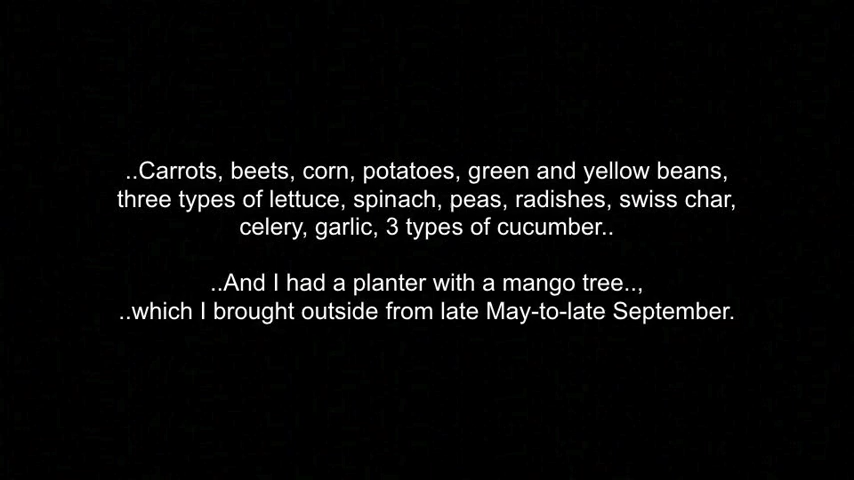 ..Carrots, beets, corn, potatoes, green and yellow beans,
three types of lettuce, spinach, peas, radishes, swiss char,
celery, garlic, 3 types of cucumber..
..And I had a planter with a mango tree..,
..which I brought outside from late May-to-late September.